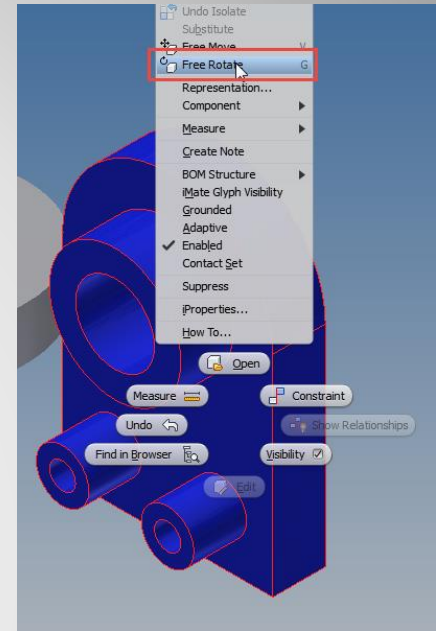 Undo Isolate
Substitute
Free Move V
Free Rotate G
Representation...
Component
Measure
Create Note
BOM Structure
iMate Glyph Visibility
Grounded
Adaptive
Enabled
Contact Set
Suppress
iProperties...
How To...
Open
Measure
Constraint
Undo
Show Relationships
Find in Browser
Visibility
Edit